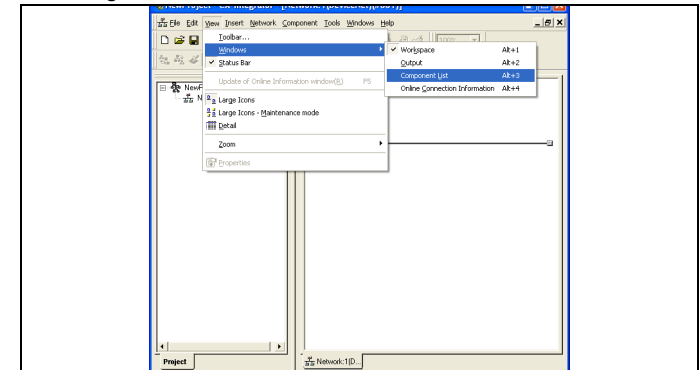 File Edit View Insert Network Component Tools Windows Help
Toolbar...
Windows
Status Bar
Update of Online Information window(R) F5
Large Icons
Large Icons - Maintenance mode
Detail
Zoom
Properties
Workspace Alt+1
Output Alt+2
Component List Alt+3
Online Connection Information Alt+4
100%
Project
Network:1(D...